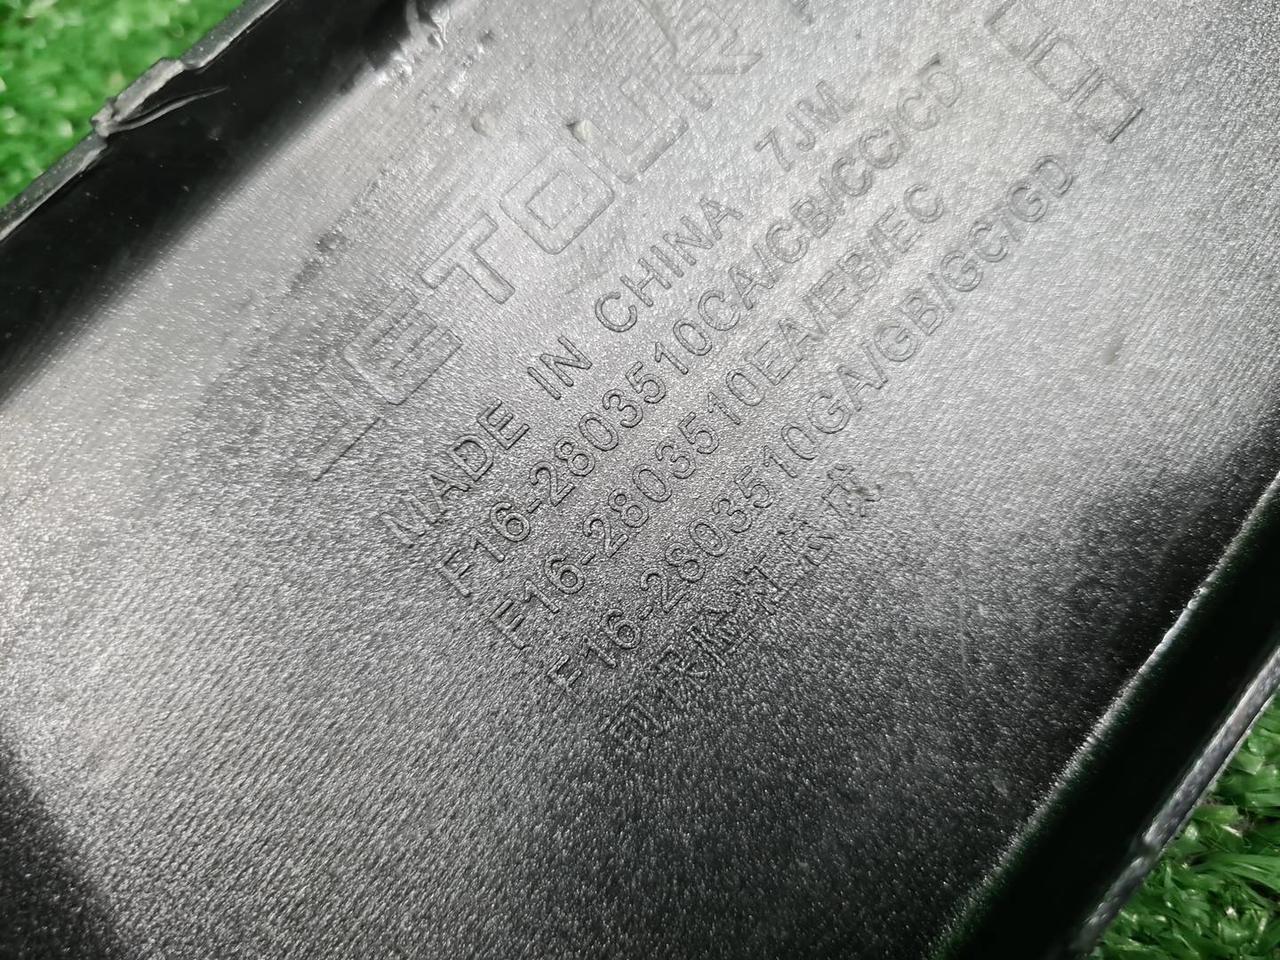 JETOUR
MADE IN CHINA 7JM
F16-2803510CA/CB/CC/CD
F16-2803510EA/EB/EC
F16-2803510GA/GB/GC/GD